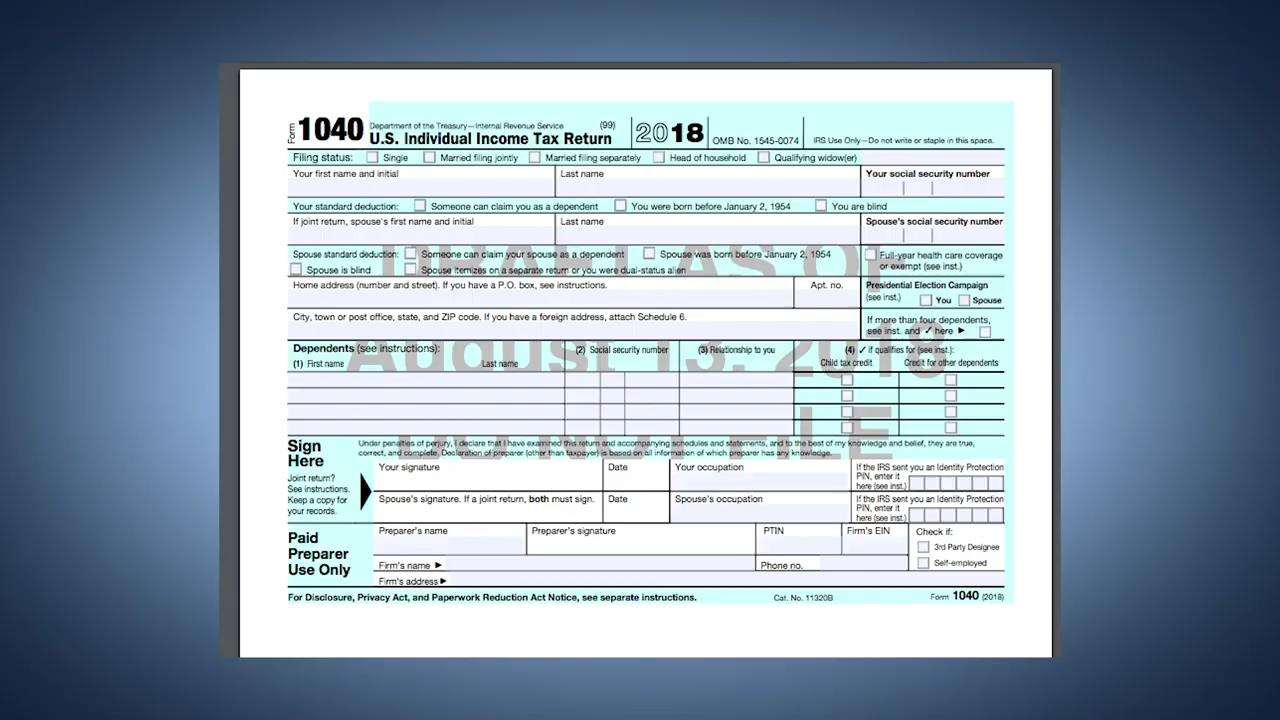 Form 1040 Department of the Treasury—Internal Revenue Service (99)
U.S. Individual Income Tax Return 2018 OMB No. 1545-0074 IRS Use Only—Do not write or staple in this space.
Filing status: Single Married filing jointly Married filing separately Head of household Qualifying widow(er)
Your first name and initial Last name Your social security number
Your standard deduction: Someone can claim you as a dependent You were born before January 2, 1954 You are blind
If joint return, spouse's first name and initial Last name Spouse's social security number
Spouse standard deduction: Someone can claim your spouse as a dependent Spouse was born before January 2, 1954
Spouse is blind Spouse itemizes on a separate return or you were dual-status alien
Full-year health care coverage
or exempt (see inst.)
Home address (number and street). If you have a P.O. box, see instructions. Apt. no.
Presidential Election Campaign
(see inst.) You Spouse
City, town or post office, state, and ZIP code. If you have a foreign address, attach Schedule 6.
If more than four dependents,
see inst. and ✓ here ►
Dependents (see instructions): (2) Social security number (3) Relationship to you (4) ✓ if qualifies for (see inst.):
(1) First name Last name Child tax credit Credit for other dependents
DRAFT AS OF
August 13, 2018
DO NOT FILE
Sign
Here
Joint return?
See instructions.
Keep a copy for
your records.
Under penalties of perjury, I declare that I have examined this return and accompanying schedules and statements, and to the best of my knowledge and belief, they are true,
correct, and complete. Declaration of preparer (other than taxpayer) is based on all information of which preparer has any knowledge.
Your signature Date Your occupation
If the IRS sent you an Identity Protection
PIN, enter it
here (see inst.)
Spouse's signature. If a joint return, both must sign. Date Spouse's occupation
If the IRS sent you an Identity Protection
PIN, enter it
here (see inst.)
Paid
Preparer
Use Only
Preparer's name Preparer's signature PTIN Firm's EIN Check if:
3rd Party Designee
Self-employed
Firm's name ► Phone no.
Firm's address ►
For Disclosure, Privacy Act, and Paperwork Reduction Act Notice, see separate instructions. Cat. No. 11320B Form 1040 (2018)